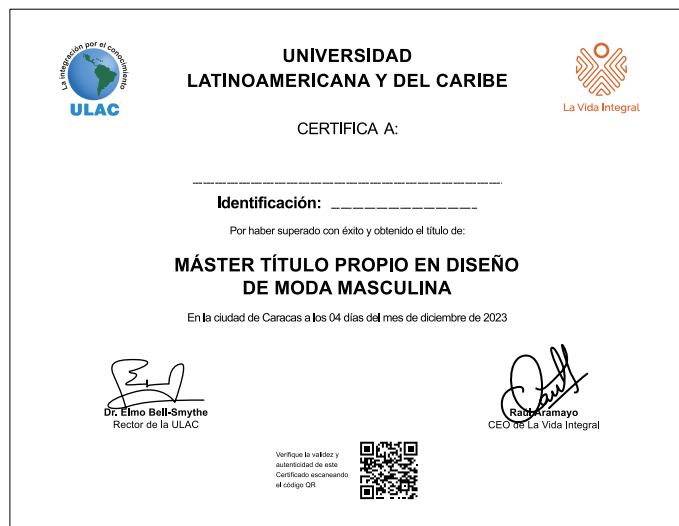 La integración por el conocimiento
ULAC
UNIVERSIDAD
LATINOAMERICANA Y DEL CARIBE
La Vida Integral
CERTIFICA A:
Identificación:
Por haber superado con éxito y obtenido el título de:
MÁSTER TÍTULO PROPIO EN DISEÑO
DE MODA MASCULINA
En la ciudad de Caracas a los 04 días del mes de diciembre de 2023
Dr. Elmo Bell-Smythe
Rector de la ULAC
Raúl Aramayo
CEO de La Vida Integral
Verifique la validez y
autenticidad de este
Certificado escaneando
el código QR